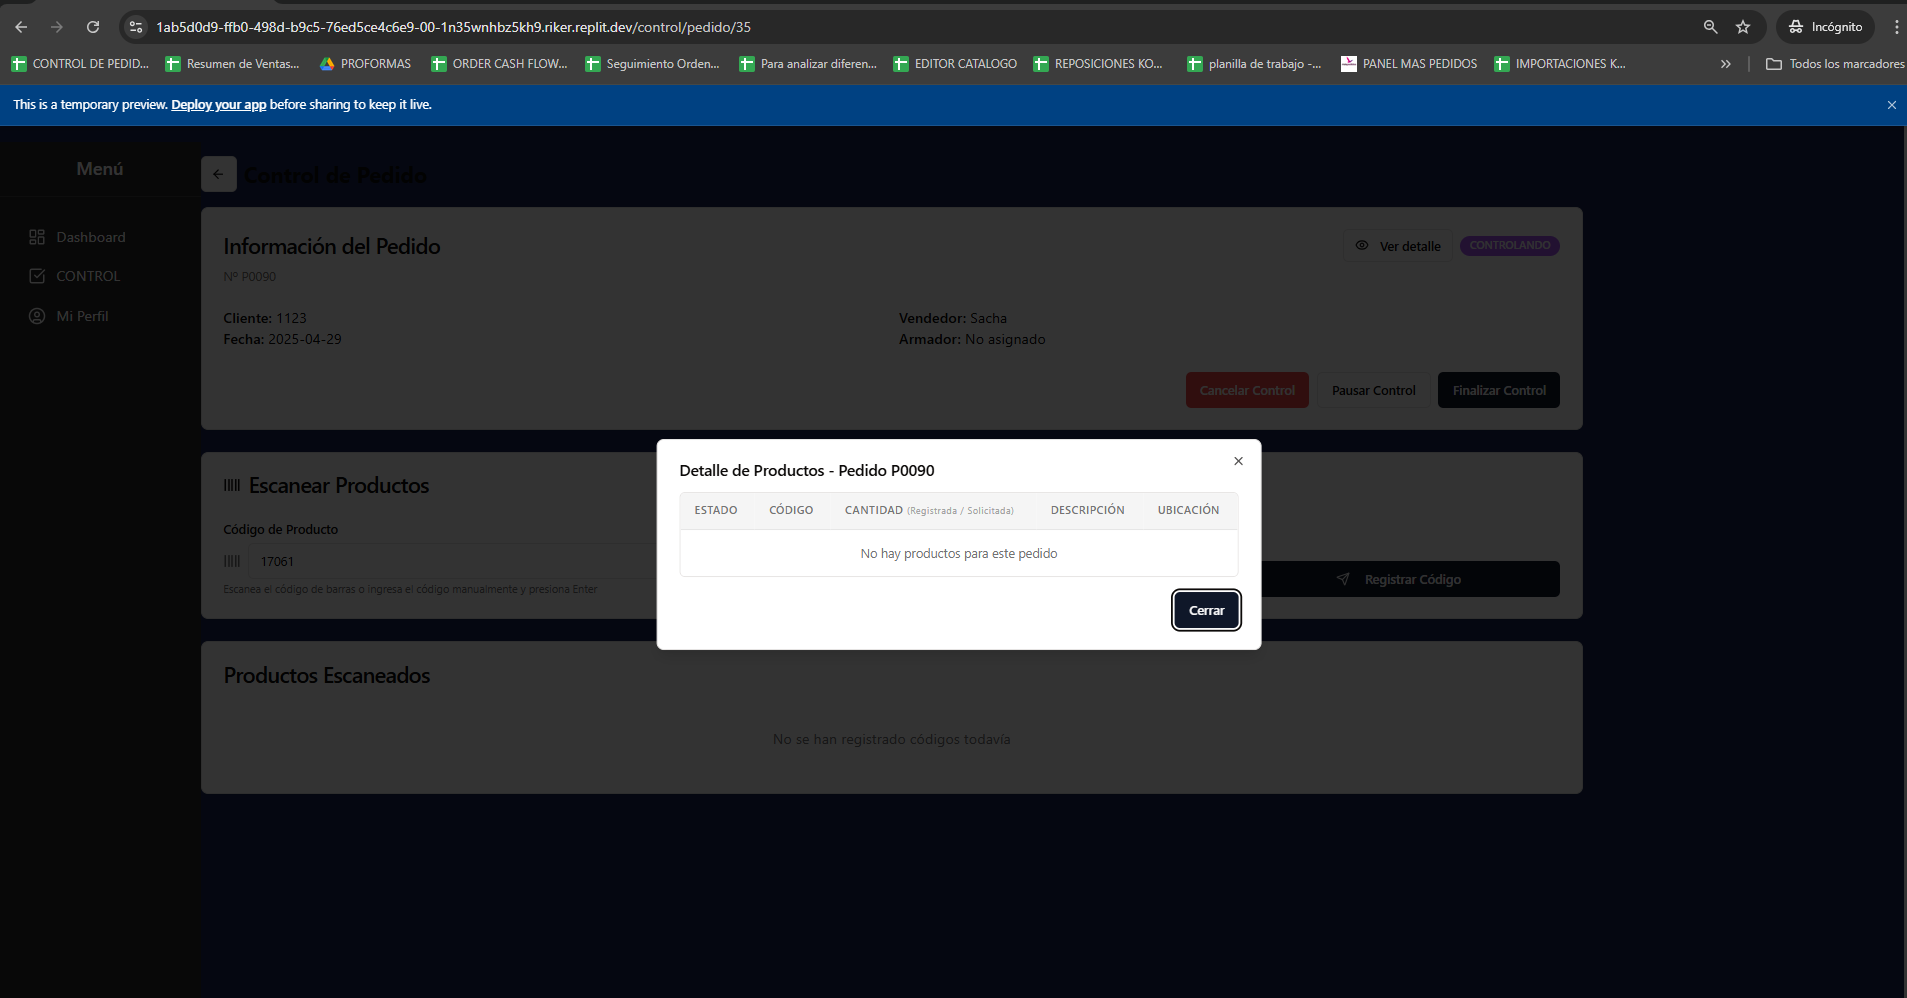 1ab5d0d9-ffb0-498d-b9c5-76ed5ce4c6e9-00-1n35wnhbz5kh9.riker.replit.dev/control/pedido/35
Incógnito
CONTROL DE PEDID...
Resumen de Ventas...
PROFORMAS
ORDER CASH FLOW...
Seguimiento Orden...
Para analizar diferen...
EDITOR CATALOGO
REPOSICIONES KO...
planilla de trabajo -...
PANEL MAS PEDIDOS
IMPORTACIONES K...
Todos los marcadores
This is a temporary preview. Deploy your app before sharing to keep it live.
Menú
Dashboard
CONTROL
Mi Perfil
Control de Pedido
Información del Pedido
Ver detalle
CONTROLANDO
Nº P0090
Cliente: 1123
Vendedor: Sacha
Fecha: 2025-04-29
Armador: No asignado
Cancelar Control
Pausar Control
Finalizar Control
Escanear Productos
Código de Producto
17061
Escanea el código de barras o ingresa el código manualmente y presiona Enter
Registrar Código
Detalle de Productos - Pedido P0090
ESTADO
CÓDIGO
CANTIDAD (Registrada / Solicitada)
DESCRIPCIÓN
UBICACIÓN
No hay productos para este pedido
Cerrar
Productos Escaneados
No se han registrado códigos todavía